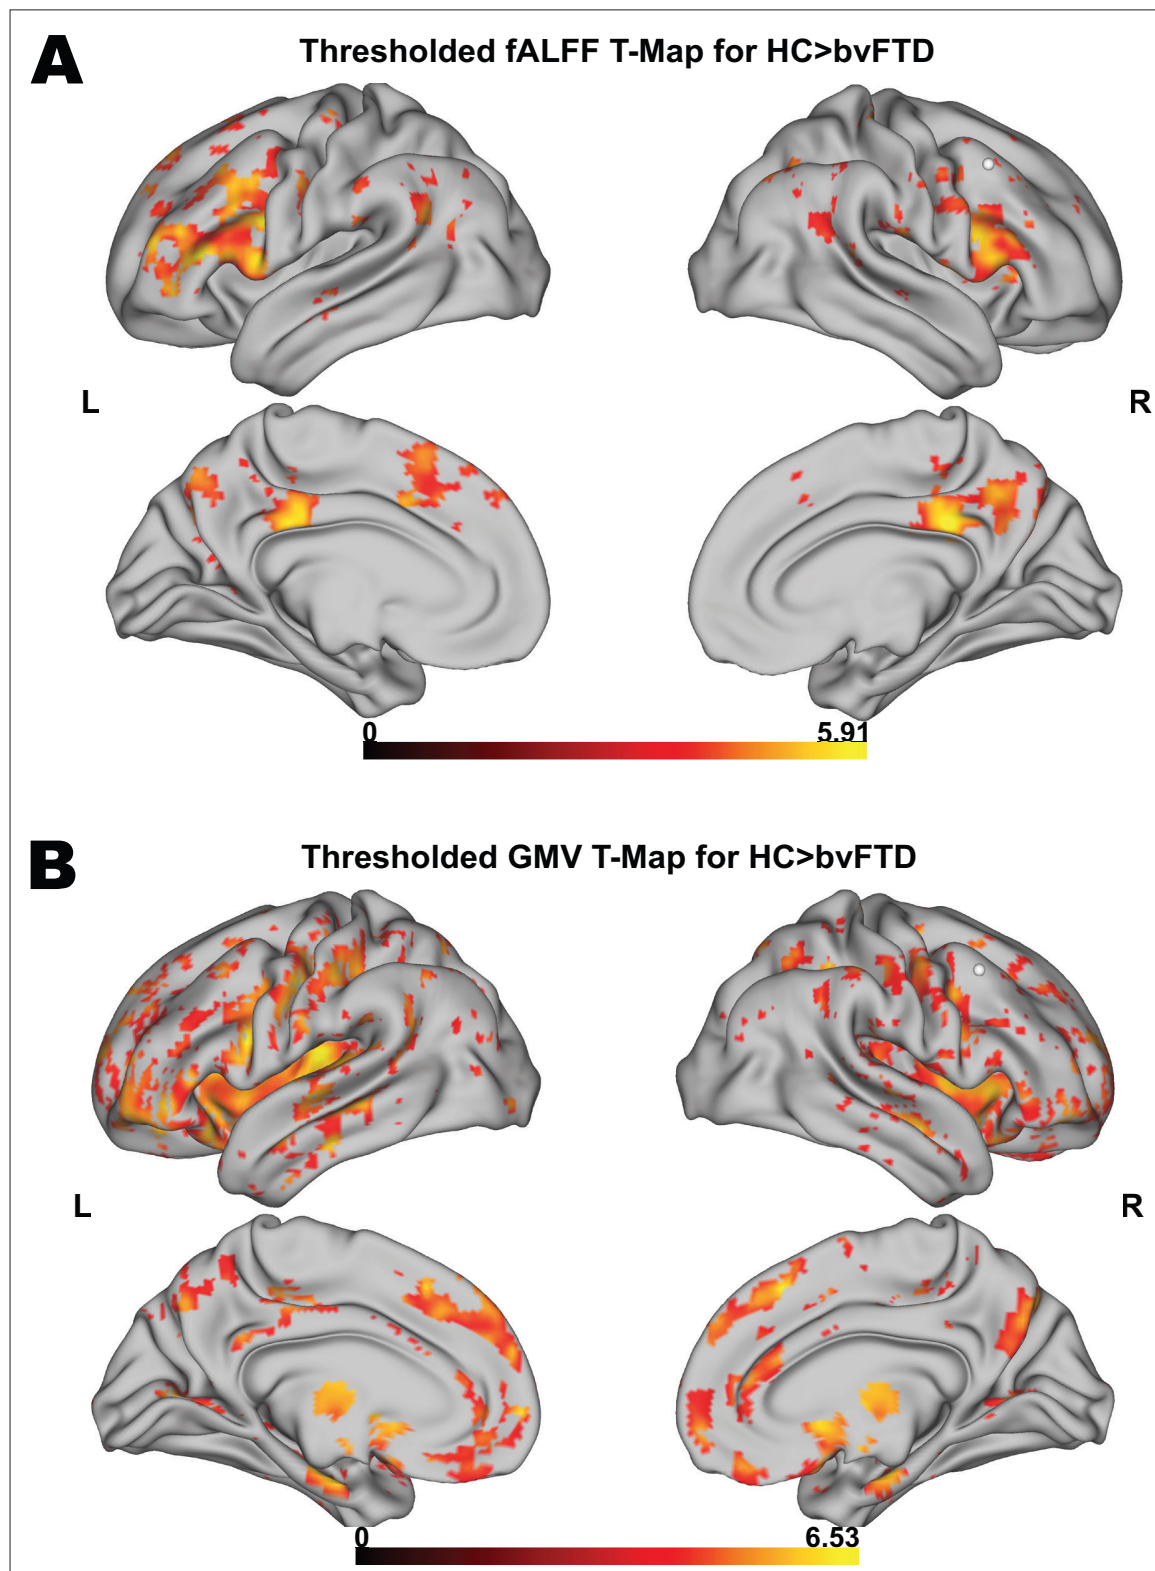 A
Thresholded fALFF T-Map for HC>bvFTD
L
R
0
5.91
B
Thresholded GMV T-Map for HC>bvFTD
L
R
0
6.53